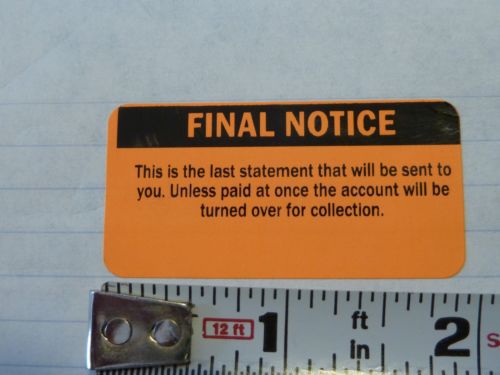 FINAL NOTICE
This is the last statement that will be sent to
you. Unless paid at once the account will be
turned over for collection.
12 ft 1 ft 2
in